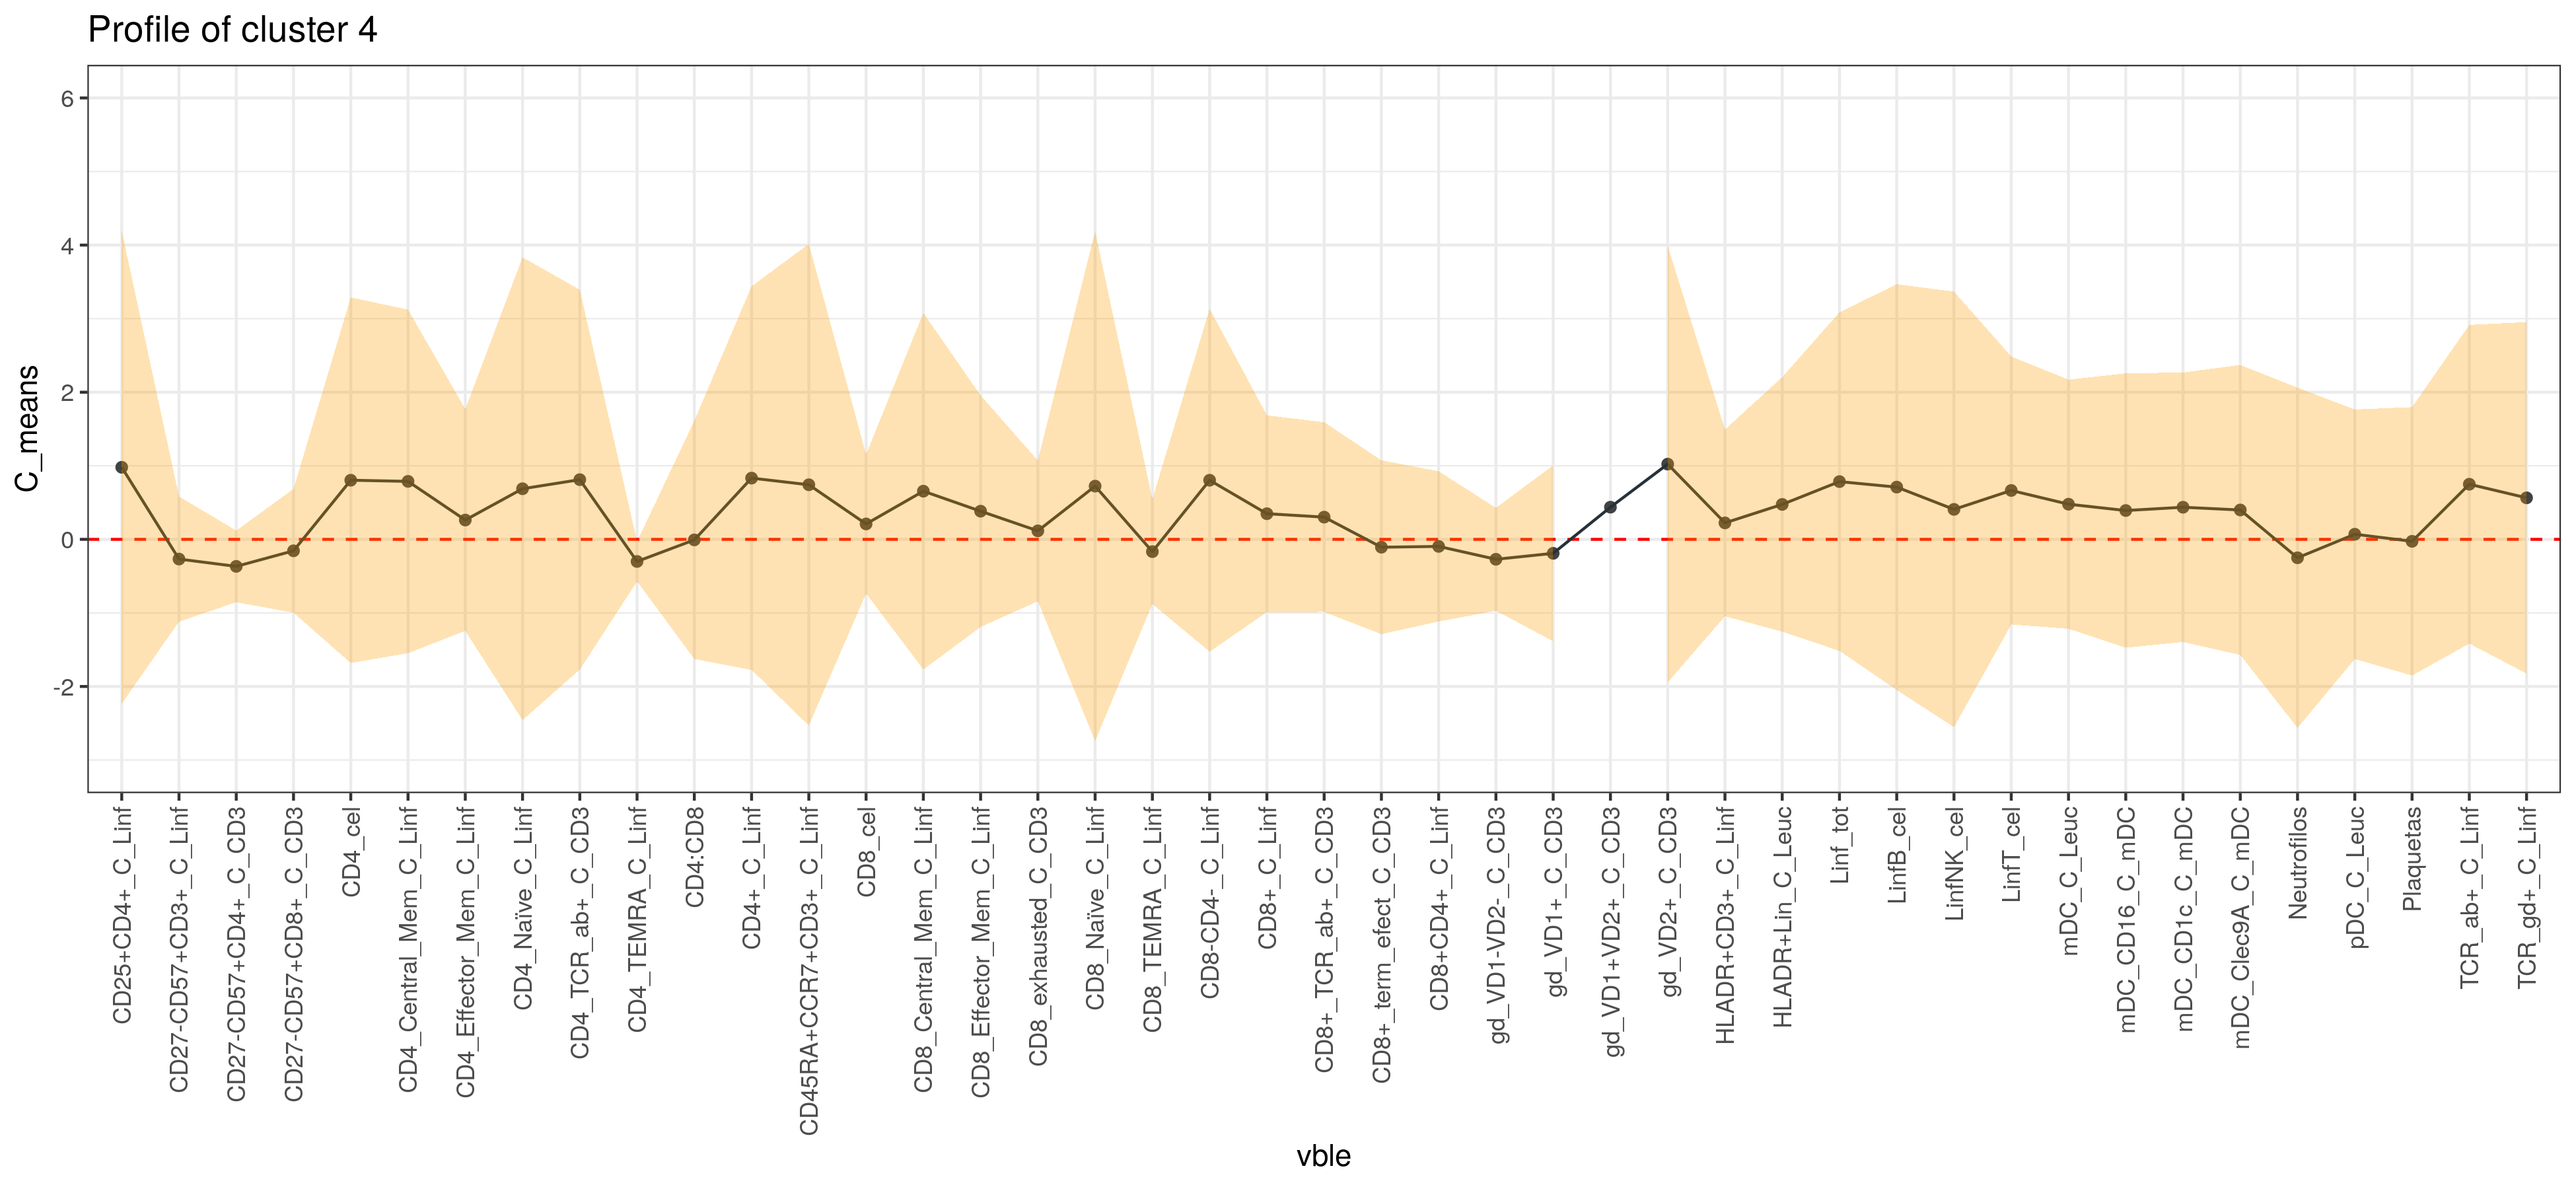 Profile of cluster 4
C_means
6
4
2
0
-2
CD25+CD4+_C_Linf
CD27-CD57+CD3+_C_Linf
CD27-CD57+CD4+_C_CD3
CD27-CD57+CD8+_C_CD3
CD4_cel
CD4_Central_Mem_C_Linf
CD4_Effector_Mem_C_Linf
CD4_Naïve_C_Linf
CD4_TCR_ab+_C_CD3
CD4_TEMRA_C_Linf
CD4:CD8
CD4+_C_Linf
CD45RA+CCR7+CD3+_C_Linf
CD8_cel
CD8_Central_Mem_C_Linf
CD8_Effector_Mem_C_Linf
CD8_exhausted_C_CD3
CD8_Naïve_C_Linf
CD8_TEMRA_C_Linf
CD8-CD4-_C_Linf
CD8+_C_Linf
CD8+_TCR_ab+_C_CD3
CD8+_term_efect_C_CD3
CD8+CD4+_C_Linf
gd_VD1-VD2-_C_CD3
gd_VD1+_C_CD3
gd_VD1+VD2+_C_CD3
gd_VD2+_C_CD3
HLADR+CD3+_C_Linf
HLADR+Lin_C_Leuc
Linf_tot
LinfB_cel
LinfNK_cel
LinfT_cel
mDC_C_Leuc
mDC_CD16_C_mDC
mDC_CD1c_C_mDC
mDC_Clec9A_C_mDC
Neutrofilos
pDC_C_Leuc
Plaquetas
TCR_ab+_C_Linf
TCR_gd+_C_Linf
vble